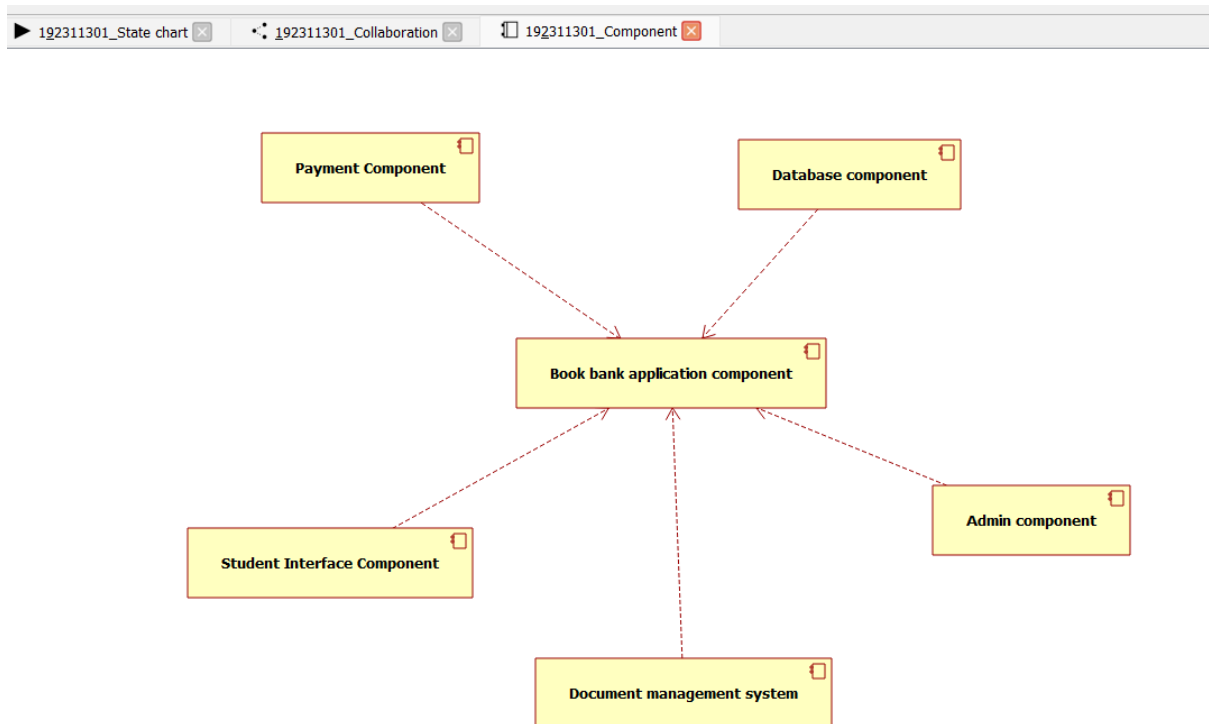 192311301_State chart
192311301_Collaboration
192311301_Component
Payment Component
Database component
Book bank application component
Admin component
Student Interface Component
Document management system